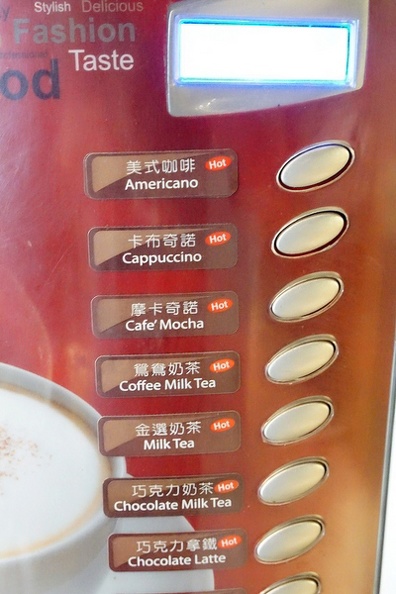 Stylish Delicious
Fashion
Taste
od
美式咖啡 Hot
Americano
卡布奇諾 Hot
Cappuccino
摩卡奇諾 Hot
Cafe' Mocha
鴛鴦奶茶 Hot
Coffee Milk Tea
金選奶茶 Hot
Milk Tea
巧克力奶茶 Hot
Chocolate Milk Tea
巧克力拿鐵 Hot
Chocolate Latte